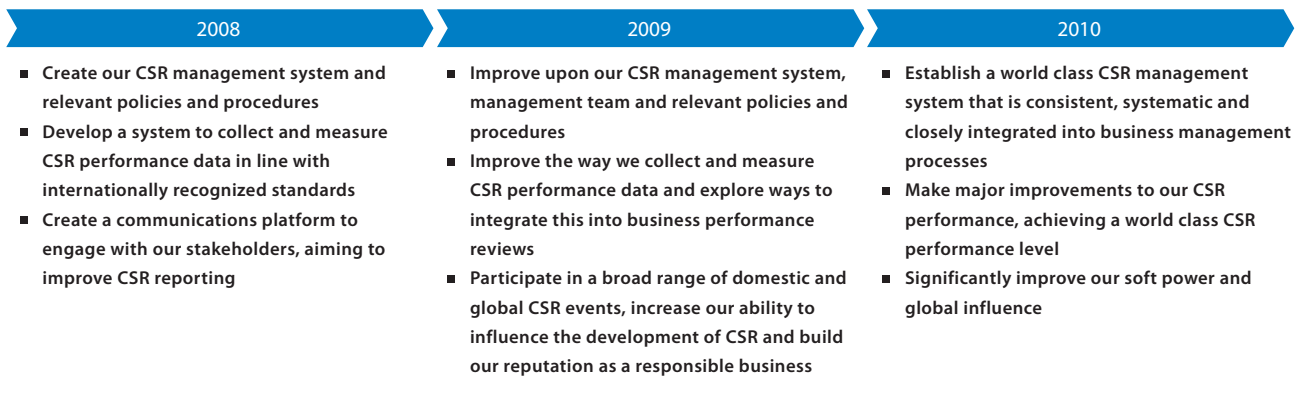 2008
■ Create our CSR management system and
relevant policies and procedures
■ Develop a system to collect and measure
CSR performance data in line with
internationally recognized standards
■ Create a communications platform to
engage with our stakeholders, aiming to
improve CSR reporting
2009
■ Improve upon our CSR management system,
management team and relevant policies and
procedures
■ Improve the way we collect and measure
CSR performance data and explore ways to
integrate this into business performance
reviews
■ Participate in a broad range of domestic and
global CSR events, increase our ability to
influence the development of CSR and build
our reputation as a responsible business
2010
■ Establish a world class CSR management
system that is consistent, systematic and
closely integrated into business management
processes
■ Make major improvements to our CSR
performance, achieving a world class CSR
performance level
■ Significantly improve our soft power and
global influence